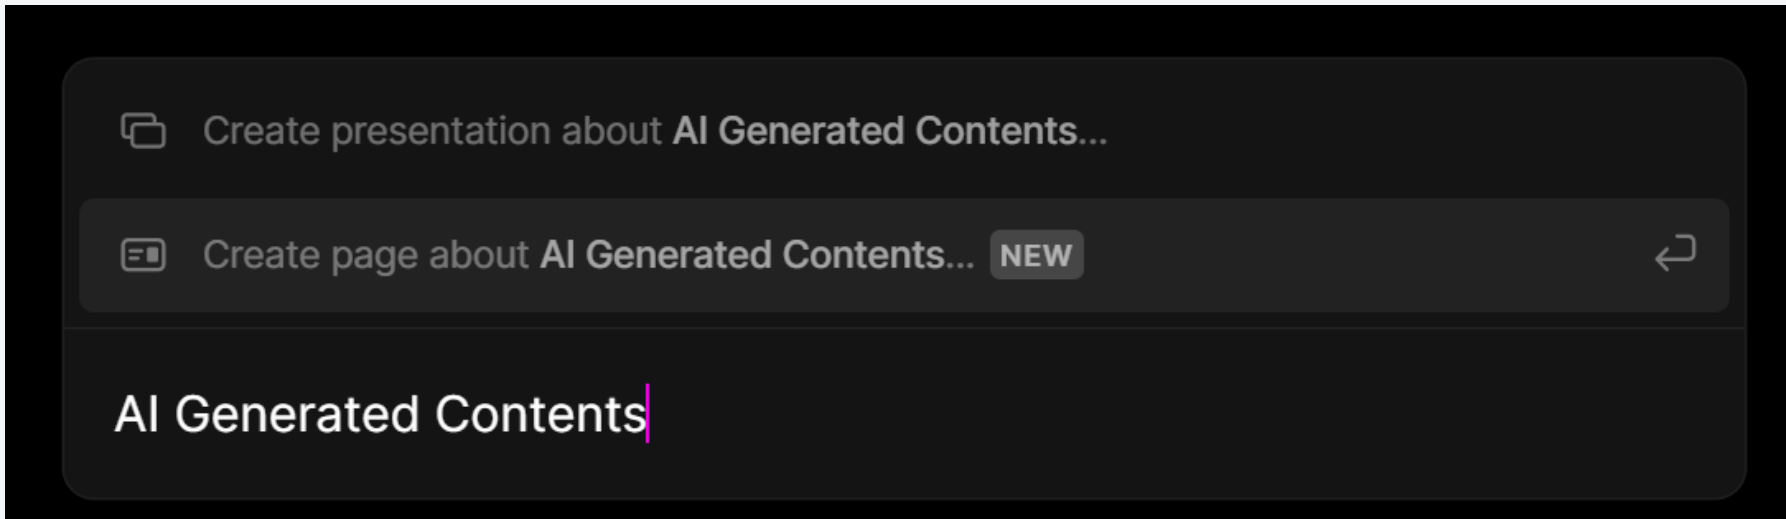 Create presentation about AI Generated Contents...
Create page about AI Generated Contents... NEW
AI Generated Contents